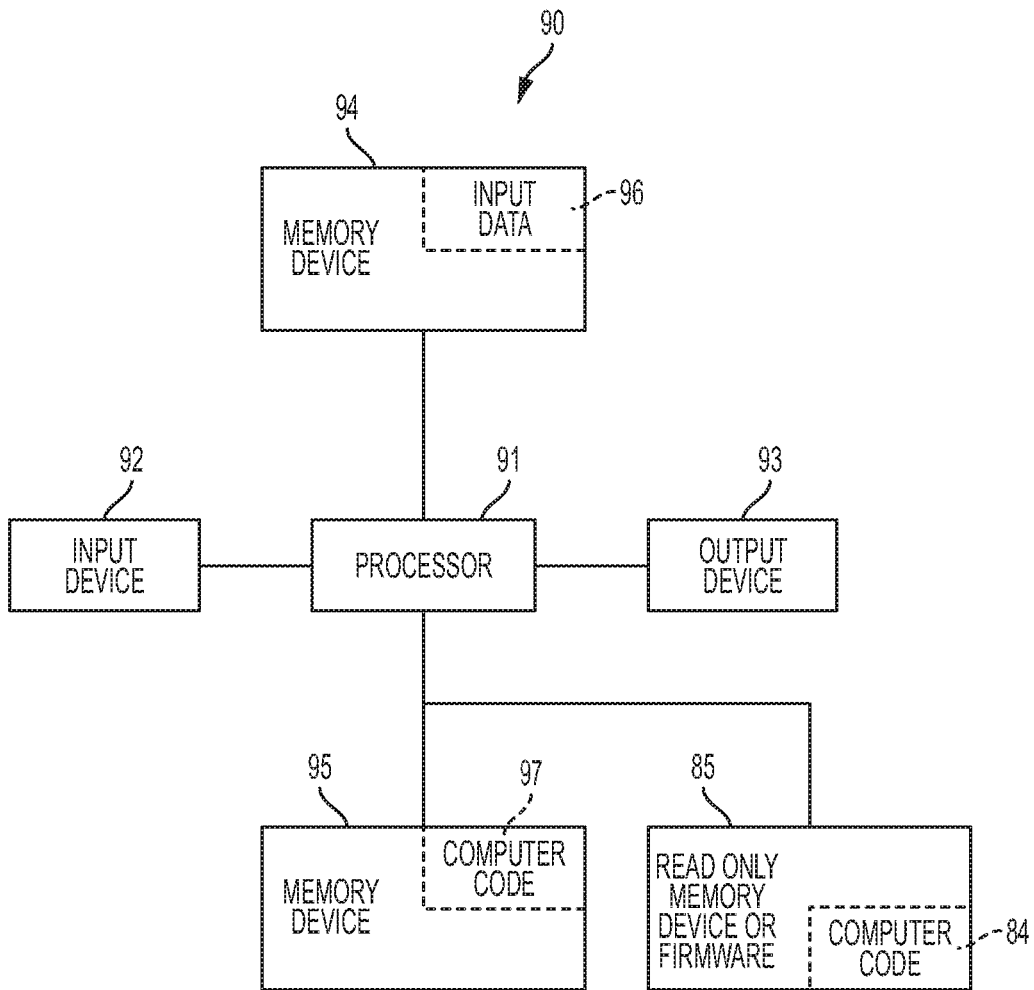 90
94
INPUT
DATA
96
MEMORY
DEVICE
92
91
93
INPUT
DEVICE
PROCESSOR
OUTPUT
DEVICE
95
97
85
COMPUTER
CODE
MEMORY
DEVICE
READ ONLY
MEMORY
DEVICE OR
FIRMWARE
COMPUTER
CODE
84